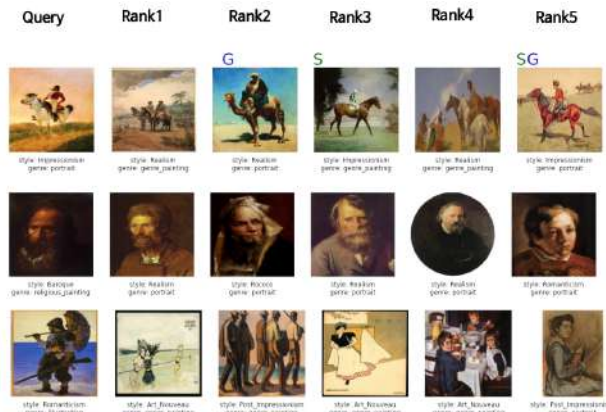 Query Rank1 Rank2 Rank3 Rank4 Rank5
G S SG
style: Impressionism style: Realism style: Realism style: Impressionism style: Realism style: Impressionism
genre: portrait genre: genre_painting genre: portrait genre: genre_painting genre: genre_painting genre: portrait
style: Baroque style: Realism style: Rococo style: Realism style: Realism style: Romanticism
genre: religious_painting genre: portrait genre: portrait genre: portrait genre: portrait genre: portrait
style: Romanticism style: Art_Nouveau style: Post_Impressionism style: Art_Nouveau style: Art_Nouveau style: Post_Impressionism